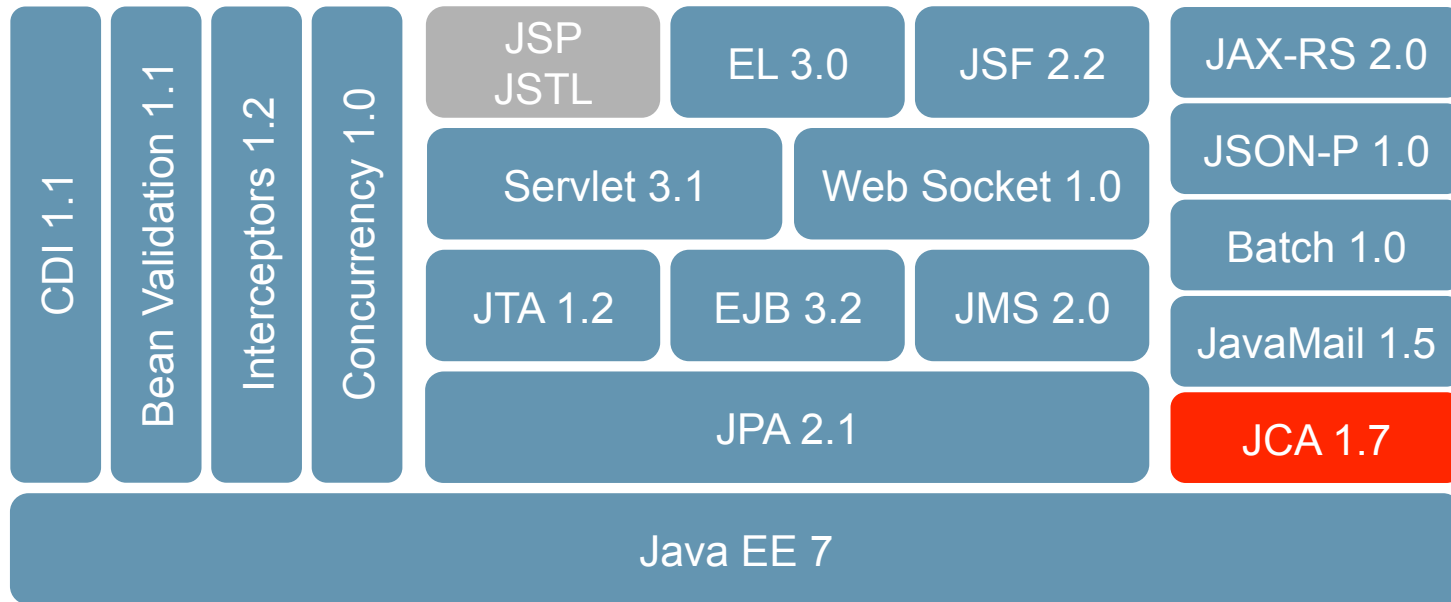 CDI 1.1
Bean Validation 1.1
Interceptors 1.2
Concurrency 1.0
JSP
JSTL
EL 3.0
JSF 2.2
Servlet 3.1
Web Socket 1.0
JTA 1.2
EJB 3.2
JMS 2.0
JPA 2.1
JAX-RS 2.0
JSON-P 1.0
Batch 1.0
JavaMail 1.5
JCA 1.7
Java EE 7